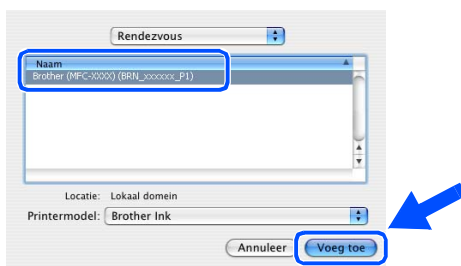 Rendezvous
Naam
Brother (MFC-XXXX) (BRN_xxxxxx_P1)
Locatie: Lokaal domein
Printermodel: Brother Ink
Annuleer Voeg toe